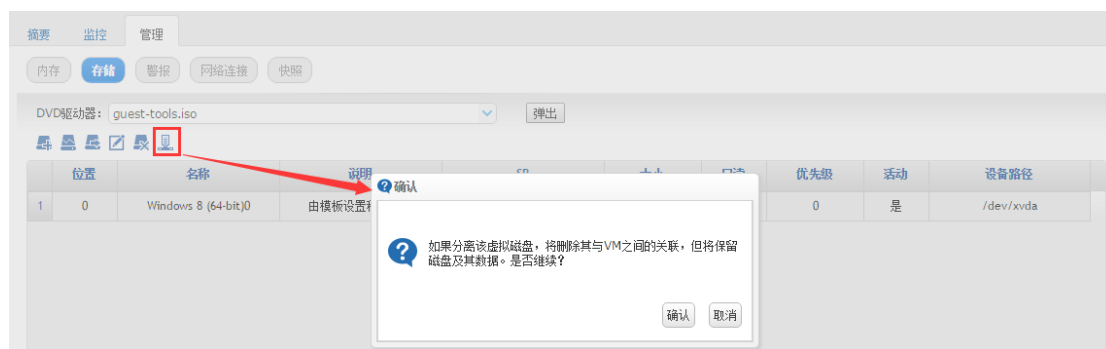 摘要 监控 管理
内存 存储 警报 网络连接 快照
DVD驱动器: guest-tools.iso 弹出
位置 名称 说明 优先级 活动 设备路径
确认
1 0 Windows 8 (64-bit)0 由模板设置 0 是 /dev/xvda
如果分离该虚拟磁盘，将删除其与VM之间的关联，但将保留
磁盘及其数据。是否继续?
确认 取消